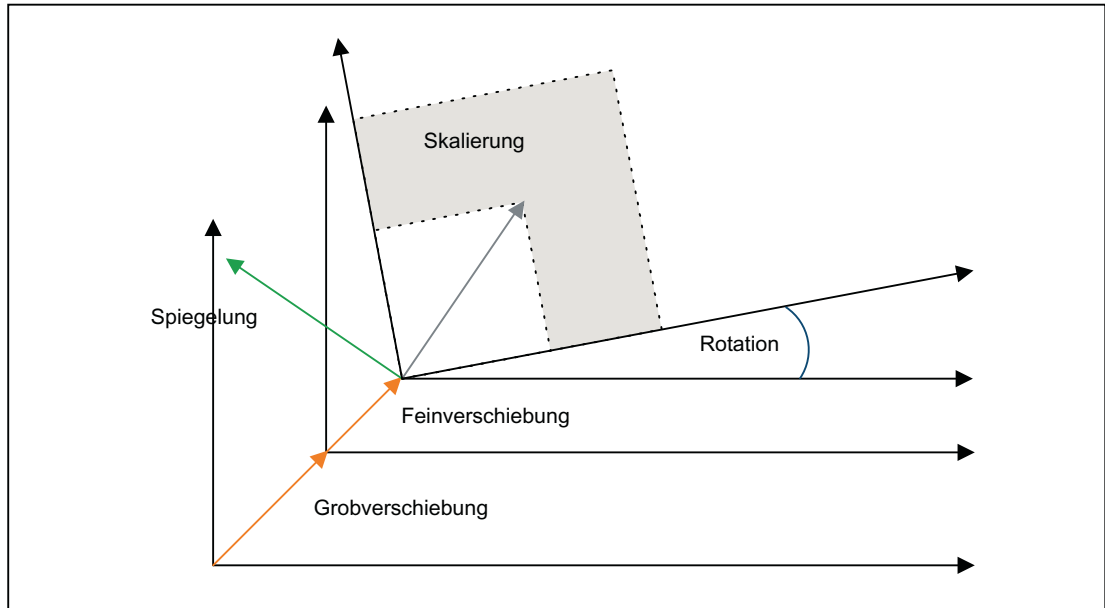 Skalierung
Spiegelung
Rotation
Feinverschiebung
Grobverschiebung